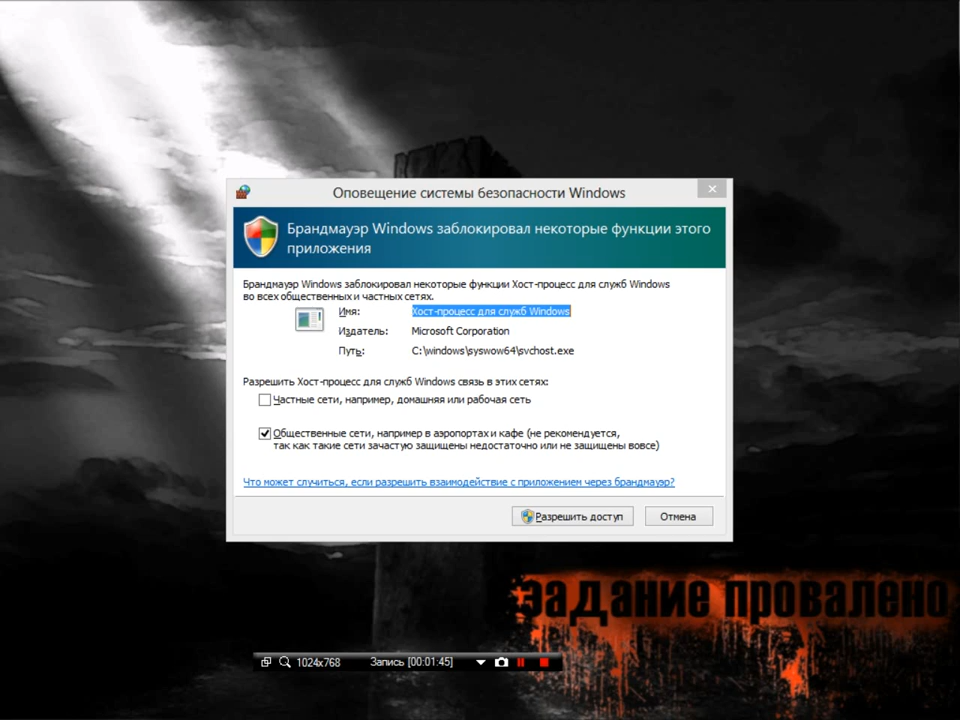 Оповещение системы безопасности Windows
Брандмауэр Windows заблокировал некоторые функции этого
приложения
Брандмауэр Windows заблокировал некоторые функции Хост-процесс для служб Windows
во всех общественных и частных сетях.
Имя: Хост-процесс для служб Windows
Издатель: Microsoft Corporation
Путь: C:\windows\syswow64\svchost.exe
Разрешить Хост-процесс для служб Windows связь в этих сетях:
Частные сети, например, домашняя или рабочая сеть
Общественные сети, например в аэропортах и кафе (не рекомендуется,
так как такие сети зачастую защищены недостаточно или не защищены вовсе)
Что может случиться, если разрешить взаимодействие с приложением через брандмауэр?
Разрешить доступ Отмена
задание провалено
1024x768 Запись [00:01:45]